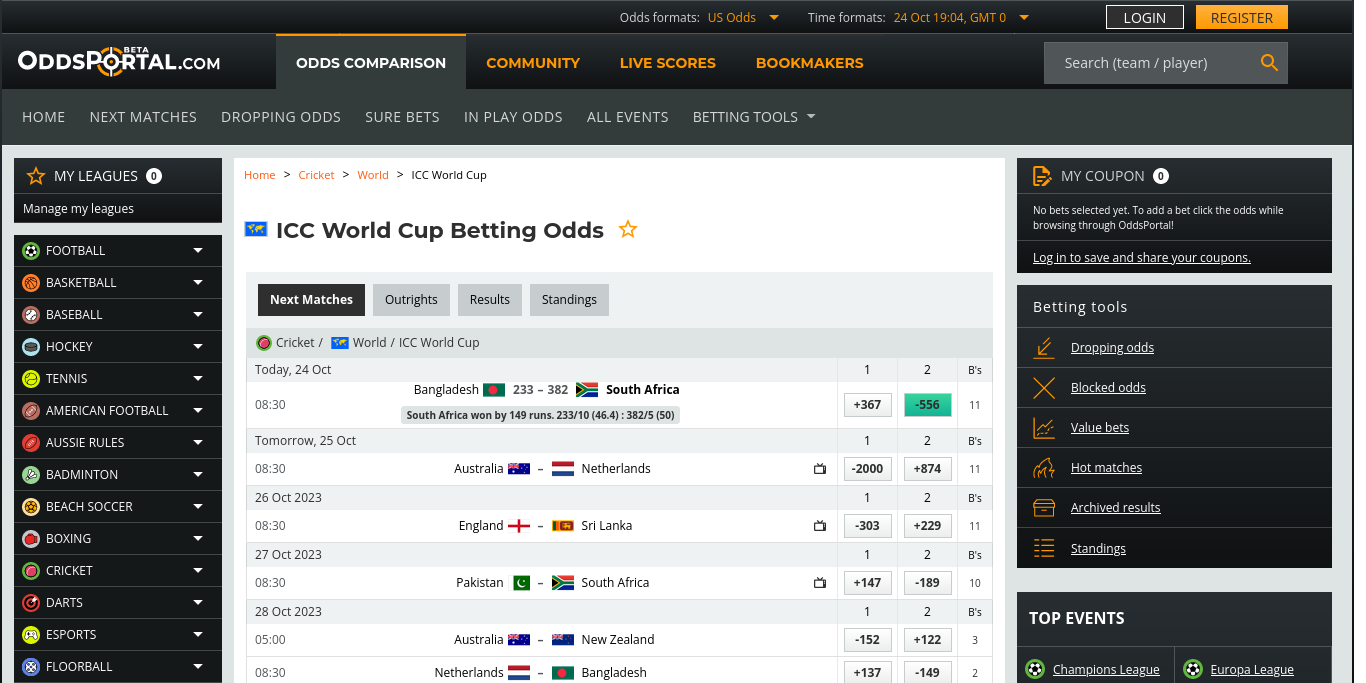 Odds formats: US Odds Time formats: 24 Oct 19:04, GMT 0 LOGIN REGISTER
ODDSPORTAL.COM BETA
ODDS COMPARISON COMMUNITY LIVE SCORES BOOKMAKERS Search (team / player)
HOME NEXT MATCHES DROPPING ODDS SURE BETS IN PLAY ODDS ALL EVENTS BETTING TOOLS
MY LEAGUES 0
Manage my leagues
FOOTBALL
BASKETBALL
BASEBALL
HOCKEY
TENNIS
AMERICAN FOOTBALL
AUSSIE RULES
BADMINTON
BEACH SOCCER
BOXING
CRICKET
DARTS
ESPORTS
FLOORBALL
Home > Cricket > World > ICC World Cup
ICC World Cup Betting Odds
Next Matches Outrights Results Standings
Cricket / World / ICC World Cup
Today, 24 Oct 1 2 B's
Bangladesh 233 – 382 South Africa
08:30 +367 -556 11
South Africa won by 149 runs. 233/10 (46.4) : 382/5 (50)
Tomorrow, 25 Oct 1 2 B's
08:30 Australia – Netherlands -2000 +874 11
26 Oct 2023 1 2 B's
08:30 England – Sri Lanka -303 +229 11
27 Oct 2023 1 2 B's
08:30 Pakistan – South Africa +147 -189 10
28 Oct 2023 1 2 B's
05:00 Australia – New Zealand -152 +122 3
08:30 Netherlands – Bangladesh +137 -149 2
MY COUPON 0
No bets selected yet. To add a bet click the odds while
browsing through OddsPortal!
Log in to save and share your coupons.
Betting tools
Dropping odds
Blocked odds
Value bets
Hot matches
Archived results
Standings
TOP EVENTS
Champions League Europa League